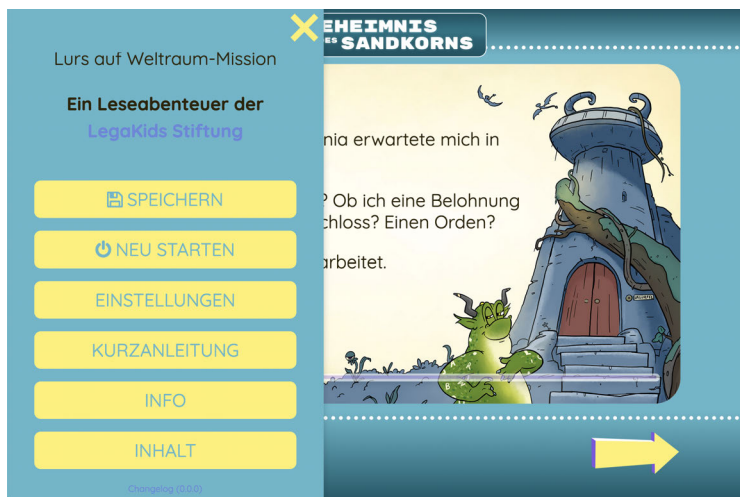 EHEIMNIS
ES SANDKORNS
Lurs auf Weltraum-Mission
Ein Leseabenteuer der
LegaKids Stiftung
SPEICHERN
NEU STARTEN
EINSTELLUNGEN
KURZANLEITUNG
INFO
INHALT
Changelog (0.0.0)
nia erwartete mich in
? Ob ich eine Belohnung
chloss? Einen Orden?
arbeitet.